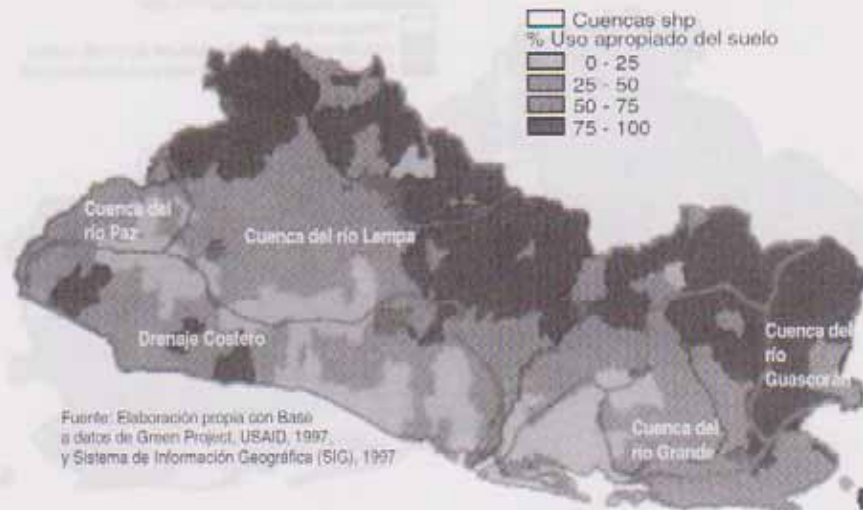 Cuencas shp
% Uso apropiado del suelo
0 - 25
25 - 50
50 - 75
75 - 100
Cuenca del
río Paz
Cuenca del río Lempa
Drenaje Costero
Cuenca del
río
Guascorán
Cuenca del
río Grande
Fuente: Elaboración propia con Base
a datos de Green Project, USAID, 1997,
y Sistema de Información Geográfica (SIG), 1997